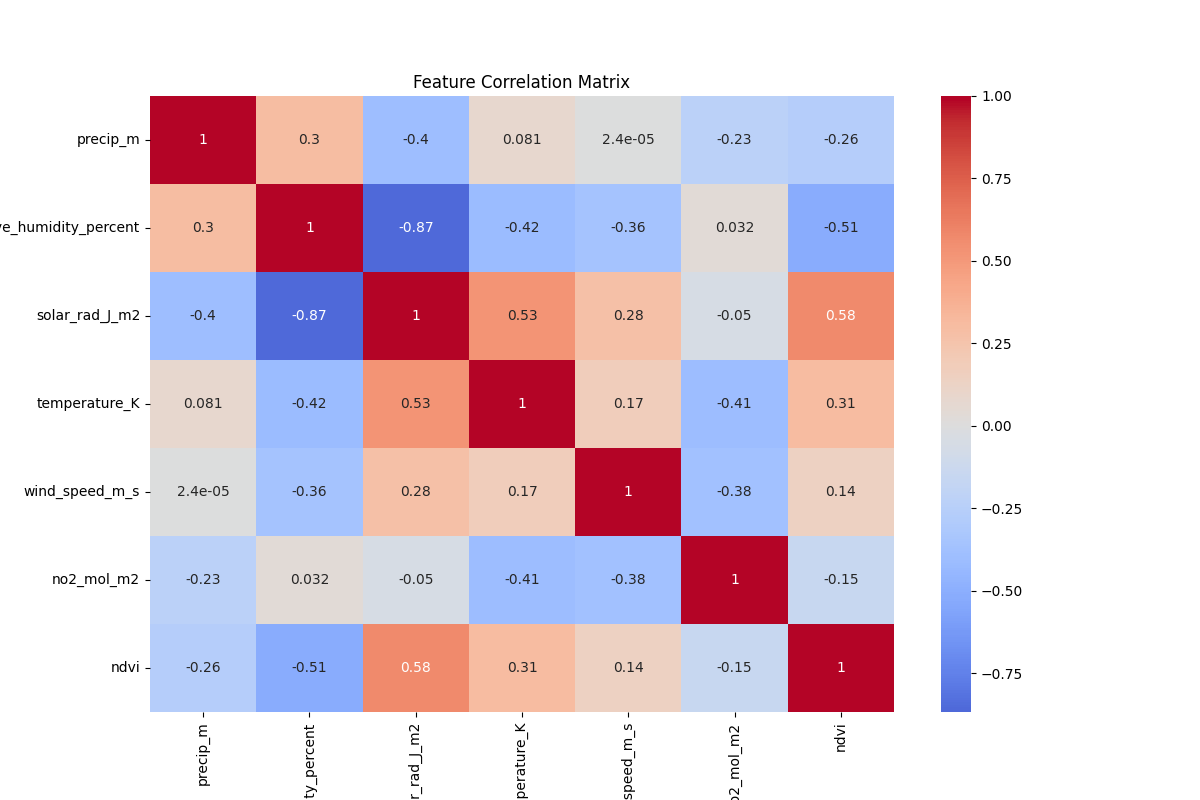 Feature Correlation Matrix
precip_m 1 0.3 -0.4 0.081 2.4e-05 -0.23 -0.26
ve_humidity_percent 0.3 1 -0.87 -0.42 -0.36 0.032 -0.51
solar_rad_J_m2 -0.4 -0.87 1 0.53 0.28 -0.05 0.58
temperature_K 0.081 -0.42 0.53 1 0.17 -0.41 0.31
wind_speed_m_s 2.4e-05 -0.36 0.28 0.17 1 -0.38 0.14
no2_mol_m2 -0.23 0.032 -0.05 -0.41 -0.38 1 -0.15
ndvi -0.26 -0.51 0.58 0.31 0.14 -0.15 1
precip_m
ty_percent
r_rad_J_m2
perature_K
speed_m_s
o2_mol_m2
ndvi
1.00
0.75
0.50
0.25
0.00
−0.25
−0.50
−0.75